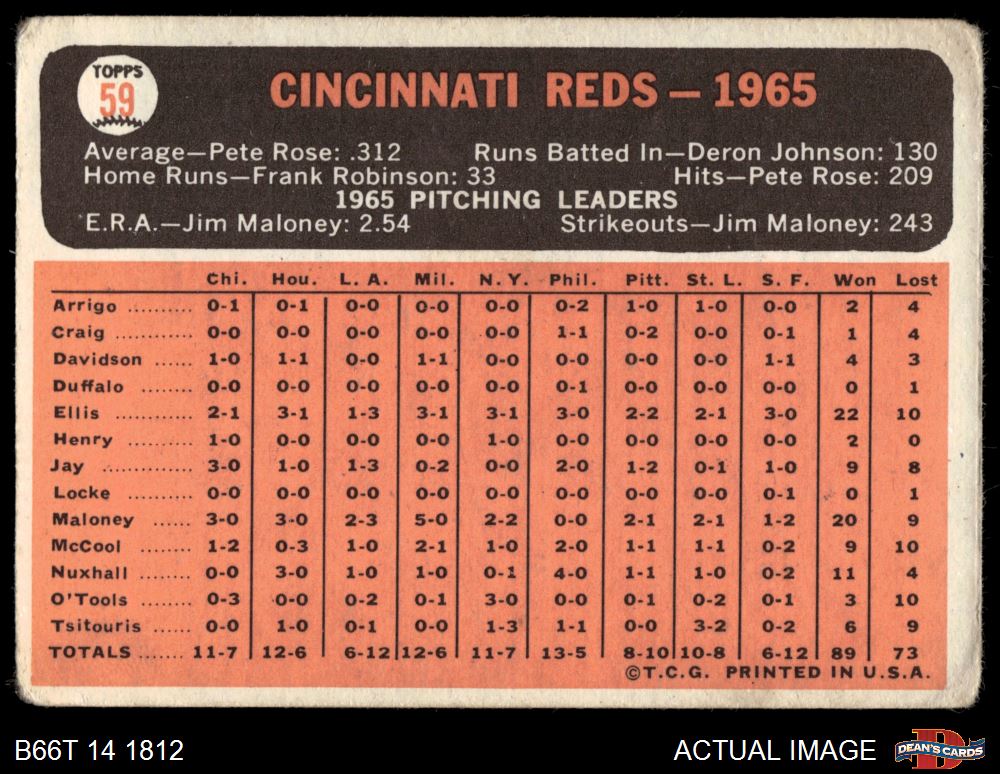 TOPPS
59
CINCINNATI REDS — 1965
Average—Pete Rose: .312 Runs Batted In—Deron Johnson: 130
Home Runs—Frank Robinson: 33 Hits—Pete Rose: 209
1965 PITCHING LEADERS
E.R.A.—Jim Maloney: 2.54 Strikeouts—Jim Maloney: 243
Chi. Hou. L. A. Mil. N. Y. Phil. Pitt. St. L. S. F. Won Lost
Arrigo .......... 0-1 0-1 0-0 0-0 0-0 0-2 1-0 1-0 0-0 2 4
Craig ............ 0-0 0-0 0-0 0-0 0-0 1-1 0-2 0-0 0-1 1 4
Davidson ...... 1-0 1-1 0-0 1-1 0-0 0-0 0-0 0-0 1-1 4 3
Duffalo ........ 0-0 0-0 0-0 0-0 0-0 0-1 0-0 0-0 0-0 0 1
Ellis ............ 2-1 3-1 1-3 3-1 3-1 3-0 2-2 2-1 3-0 22 10
Henry .......... 1-0 0-0 0-0 0-0 1-0 0-0 0-0 0-0 0-0 2 0
Jay .............. 3-0 1-0 1-3 0-2 0-0 2-0 1-2 0-1 1-0 9 8
Locke .......... 0-0 0-0 0-0 0-0 0-0 0-0 0-0 0-0 0-1 0 1
Maloney ...... 3-0 3-0 2-3 5-0 2-2 0-0 2-1 2-1 1-2 20 9
McCool ........ 1-2 0-3 1-0 2-1 1-0 2-0 1-1 1-1 0-2 9 10
Nuxhall ........ 0-0 3-0 1-0 1-0 0-1 4-0 1-1 1-0 0-2 11 4
O'Tools ........ 0-3 0-0 0-2 0-1 3-0 0-0 0-1 0-2 0-1 3 10
Tsitouris ...... 0-0 1-0 0-1 0-0 1-3 1-1 0-0 3-2 0-2 6 9
TOTALS ....... 11-7 12-6 6-12 12-6 11-7 13-5 8-10 10-8 6-12 89 73
©T.C.G. PRINTED IN U.S.A.
B66T 14 1812 ACTUAL IMAGE DEAN'S CARDS